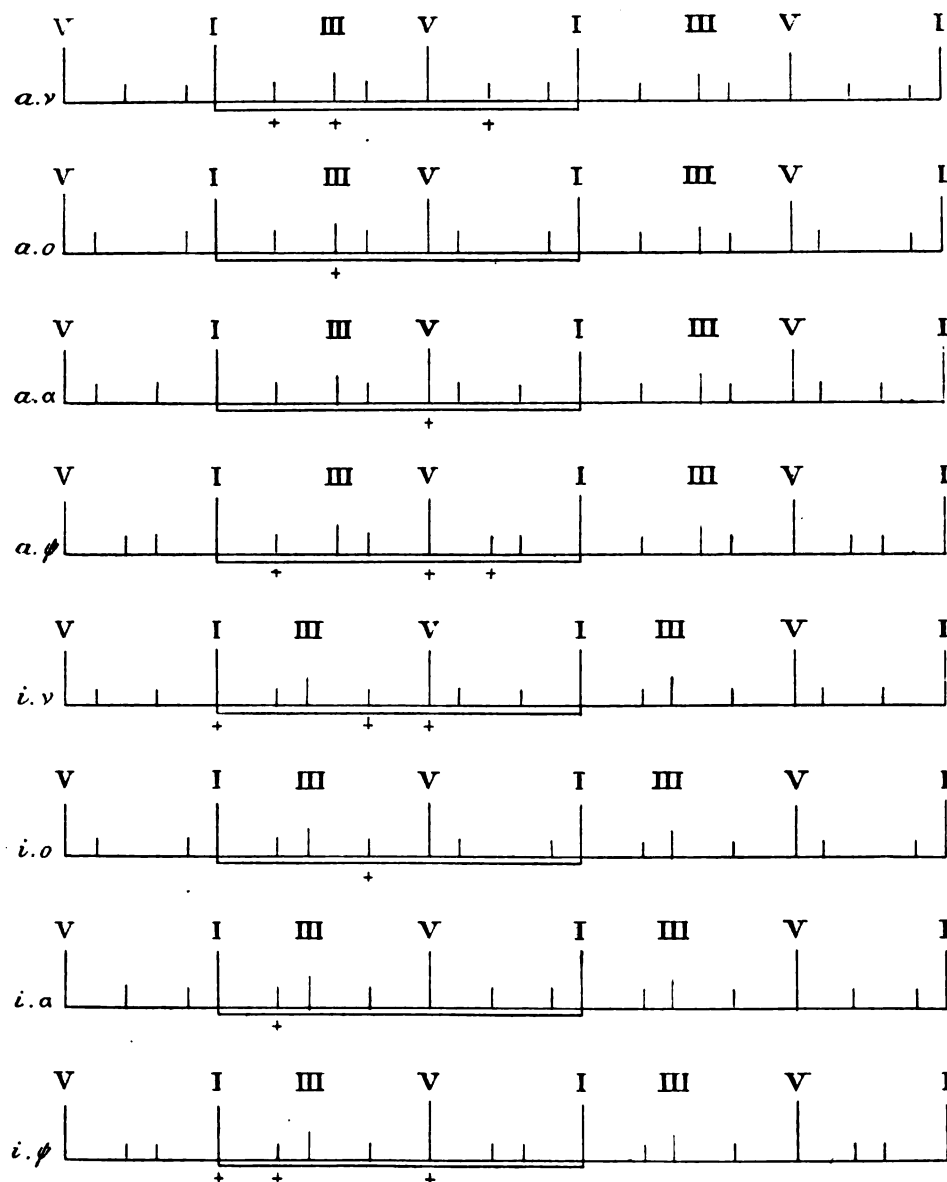 V I III V I III V I
a.ν
+ + +
V I III V I III V I
a.o
+
V I III V I III V I
a.α
+
V I III V I III V I
a.ψ
+ + +
V I III V I III V I
i.ν
+ + +
V I III V I III V I
i.o
+
V I III V I III V I
i.a
+
V I III V I III V I
i.ψ
+ + +